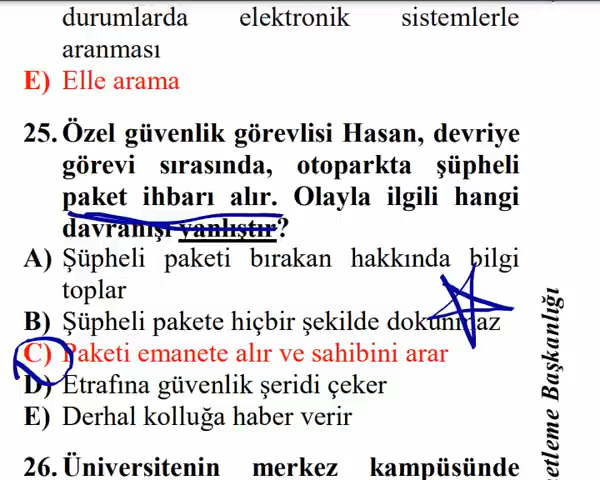 durumlarda elektronik sistemlerle
aranması
E) Elle arama
25. Özel güvenlik görevlisi Hasan, devriye
görevi sırasında, otoparkta şüpheli
paket ihbarı alır. Olayla ilgili hangi
davranışı yanlıştır?
A) Şüpheli paketi bırakan hakkında bilgi
toplar
B) Şüpheli pakete hiçbir şekilde dokunmaz
C) Paketi emanete alır ve sahibini arar
D) Etrafına güvenlik şeridi çeker
E) Derhal kolluğa haber verir
26. Üniversitenin merkez kampüsünde
etleme Başkanlığı